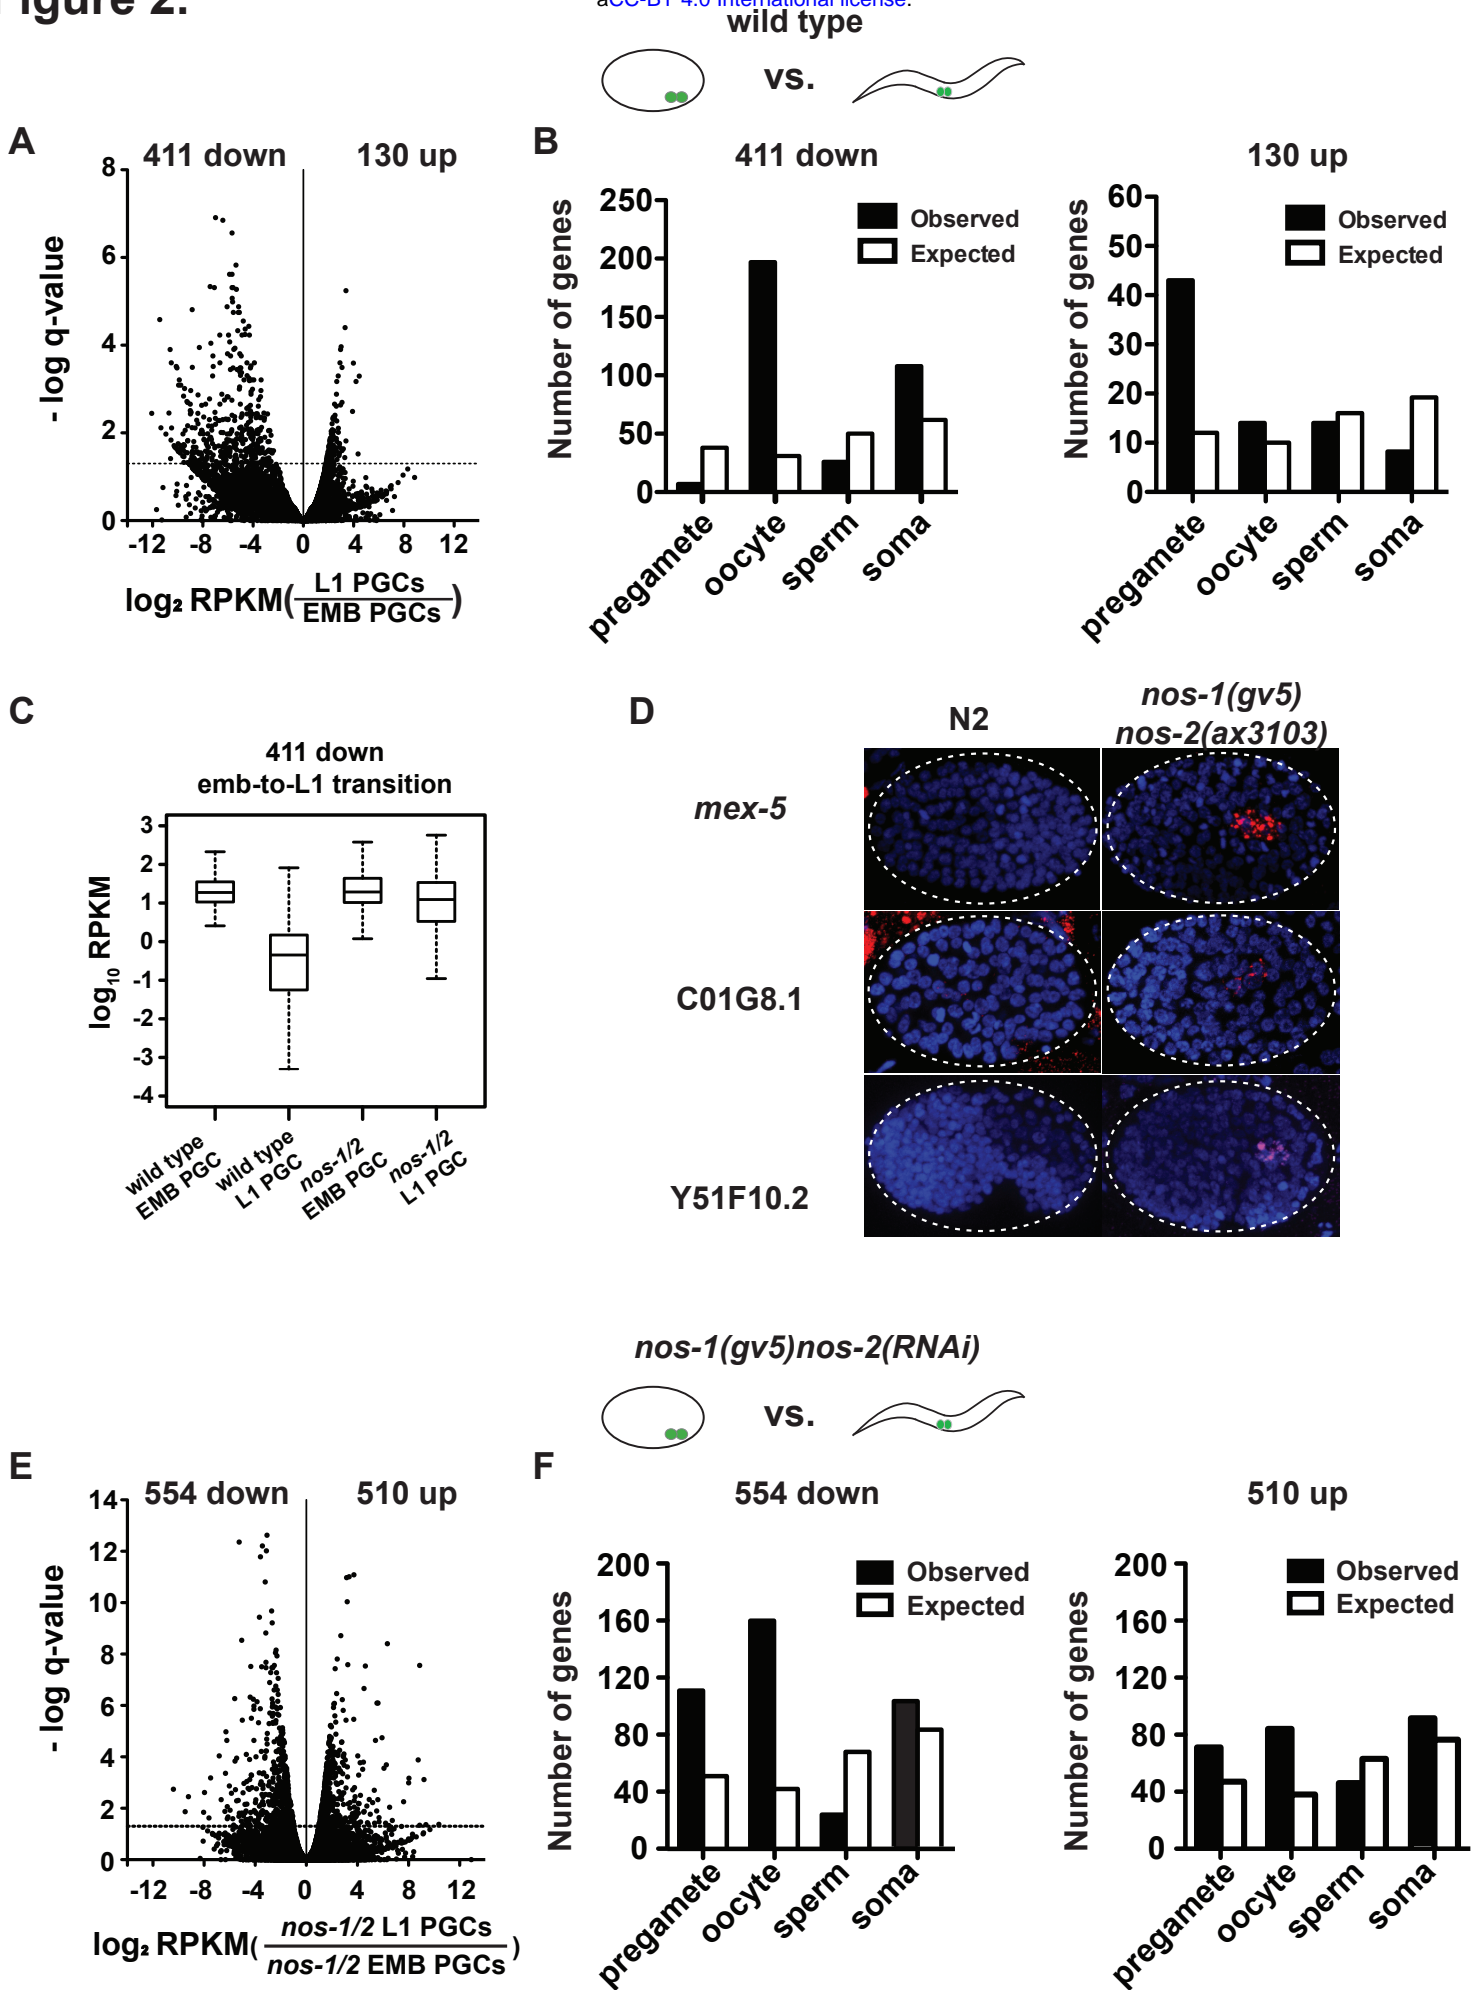 Figure 2.
aCC-BY 4.0 International license.
wild type
vs.
A
411 down
130 up
- log q-value
8
6
4
2
0
-12 -8 -4 0 4 8 12
log₂ RPKM( L1 PGCs
EMB PGCs )
B
411 down
Number of genes
250
200
150
100
50
0
Observed
Expected
pregamete
oocyte
sperm
soma
130 up
Number of genes
60
50
40
30
20
10
0
Observed
Expected
pregamete
oocyte
sperm
soma
C
411 down
emb-to-L1 transition
log₁₀ RPKM
3
2
1
0
-1
-2
-3
-4
wild type
EMB PGC
wild type
L1 PGC
nos-1/2
EMB PGC
nos-1/2
L1 PGC
D
N2
nos-1(gv5)
nos-2(ax3103)
mex-5
C01G8.1
Y51F10.2
nos-1(gv5)nos-2(RNAi)
vs.
E
554 down
510 up
- log q-value
14
12
10
8
6
4
2
0
-12 -8 -4 0 4 8 12
log₂ RPKM( nos-1/2 L1 PGCs
nos-1/2 EMB PGCs )
F
554 down
Number of genes
200
160
120
80
40
0
Observed
Expected
pregamete
oocyte
sperm
soma
510 up
Number of genes
200
160
120
80
40
0
Observed
Expected
pregamete
oocyte
sperm
soma